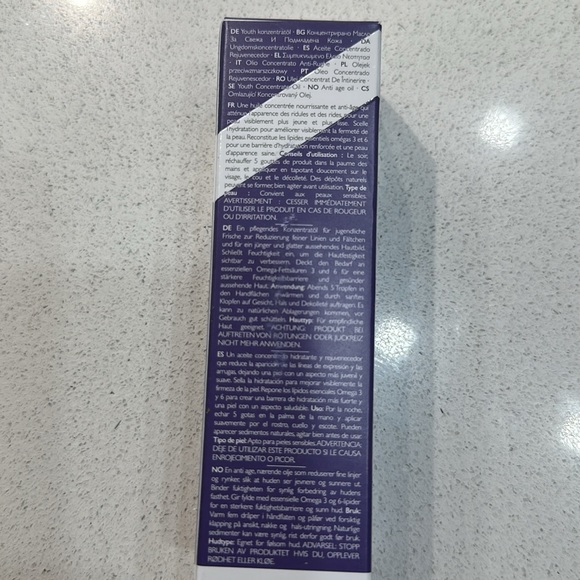 DE Youth konzentratöl · BG Концентрирано Масло
За Свежа И Подмладена Кожа · DA
Ungdomskoncentratolie · ES Aceite Concentrado
Rejuvenecedor · EL Συμπυκνωμένο Έλαιο Νεότητας
· IT Olio Concentrato Anti-Rughe · PL Olejek
przeciwzmarszczkowy · PT Óleo Concentrado
Rejuvenescedor · RO Ulei Concentrat De Întinerire ·
SE Youth Concentrate Oil · NO Anti age oil · CS
Omlazující Koncentrovaný Olej.
FR Une huile concentrée nourrissante et anti-âge qui
atténue l'apparence des ridules et des rides pour une
peau visiblement plus jeune et plus lisse. Scelle
l'hydratation pour améliorer visiblement la fermeté de
la peau. Reconstitue les lipides essentiels oméga 3 et 6
pour une barrière d'hydratation renforcée et une peau
d'apparence saine. Conseils d'utilisation : Le soir,
réchauffer 5 gouttes de produit dans la paume des
mains et appliquer en tapotant doucement sur le
visage, le cou et le décolleté. Des dépôts naturels
peuvent se former, bien agiter avant utilisation. Type de
peau : Convient aux peaux sensibles.
AVERTISSEMENT : CESSER IMMÉDIATEMENT
D'UTILISER LE PRODUIT EN CAS DE ROUGEUR
OU D'IRRITATION.
DE Ein pflegendes Konzentratöl für jugendliche
Frische zur Reduzierung feiner Linien und Fältchen
und für ein jünger und glatter aussehendes Hautbild.
Schließt Feuchtigkeit ein, um die Hautfestigkeit
sichtbar zu verbessern. Deckt den Bedarf an
essenziellen Omega-Fettsäuren 3 und 6 für eine
stärkere Feuchtigkeitsbarriere und gesünder
aussehende Haut. Anwendung: Abends 5 Tropfen in
den Handflächen erwärmen und durch sanftes
Klopfen auf Gesicht, Hals und Dekolleté auftragen. Es
kann zu natürlichen Ablagerungen kommen, vor
Gebrauch gut schütteln. Hauttyp: Für empfindliche
Haut geeignet. ACHTUNG: PRODUKT BEI
AUFTRETEN VON RÖTUNGEN ODER JUCKREIZ
NICHT MEHR ANWENDEN.
ES Un aceite concentrado hidratante y rejuvenecedor
que reduce la aparición de las líneas de expresión y las
arrugas, dejando una piel con un aspecto más juvenil y
suave. Sella la hidratación para mejorar visiblemente la
firmeza de la piel. Repone los lípidos esenciales Omega 3
y 6 para crear una barrera de hidratación más fuerte y
una piel con un aspecto saludable. Uso: Por la noche,
echar 5 gotas en la palma de la mano y aplicar
suavemente por el rostro, cuello y escote. Pueden
aparecer sedimentos naturales, agitar bien antes de usar.
Tipo de piel: Apto para pieles sensibles. ADVERTENCIA:
DEJE DE UTILIZAR ESTE PRODUCTO SI LE CAUSA
ENROJECIMIENTO O PICOR.
NO En anti age, nærende olje som reduserer fine linjer
og rynker, slik at huden ser jevnere og sunnere ut.
Binder fuktigheten for synlig forbedring av hudens
fasthet. Gir fylde med essensielle Omega 3 og 6-lipider
for en sterkere fuktighetsbarriere og sunn hud. Bruk:
Varm fem dråper i håndflaten og påfør ved forsiktig
klapping på ansikt, nakke og hals-utringning. Naturlige
sedimenter kan være synlig, rist derfor godt før bruk.
Hudtype: Egnet for følsom hud. ADVARSEL: STOPP
BRUKEN AV PRODUKTET HVIS DU OPPLEVER
RØDHET ELLER KLØE.